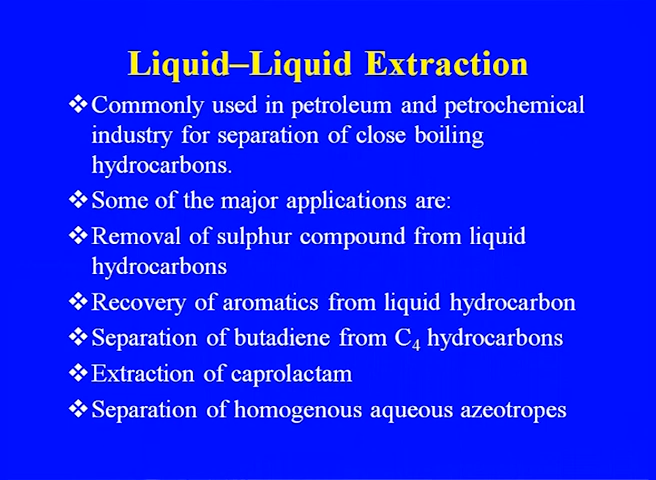 Liquid–Liquid Extraction
❖Commonly used in petroleum and petrochemical
industry for separation of close boiling
hydrocarbons.
❖Some of the major applications are:
❖Removal of sulphur compound from liquid
hydrocarbons
❖Recovery of aromatics from liquid hydrocarbon
❖Separation of butadiene from C₄ hydrocarbons
❖Extraction of caprolactam
❖Separation of homogenous aqueous azeotropes